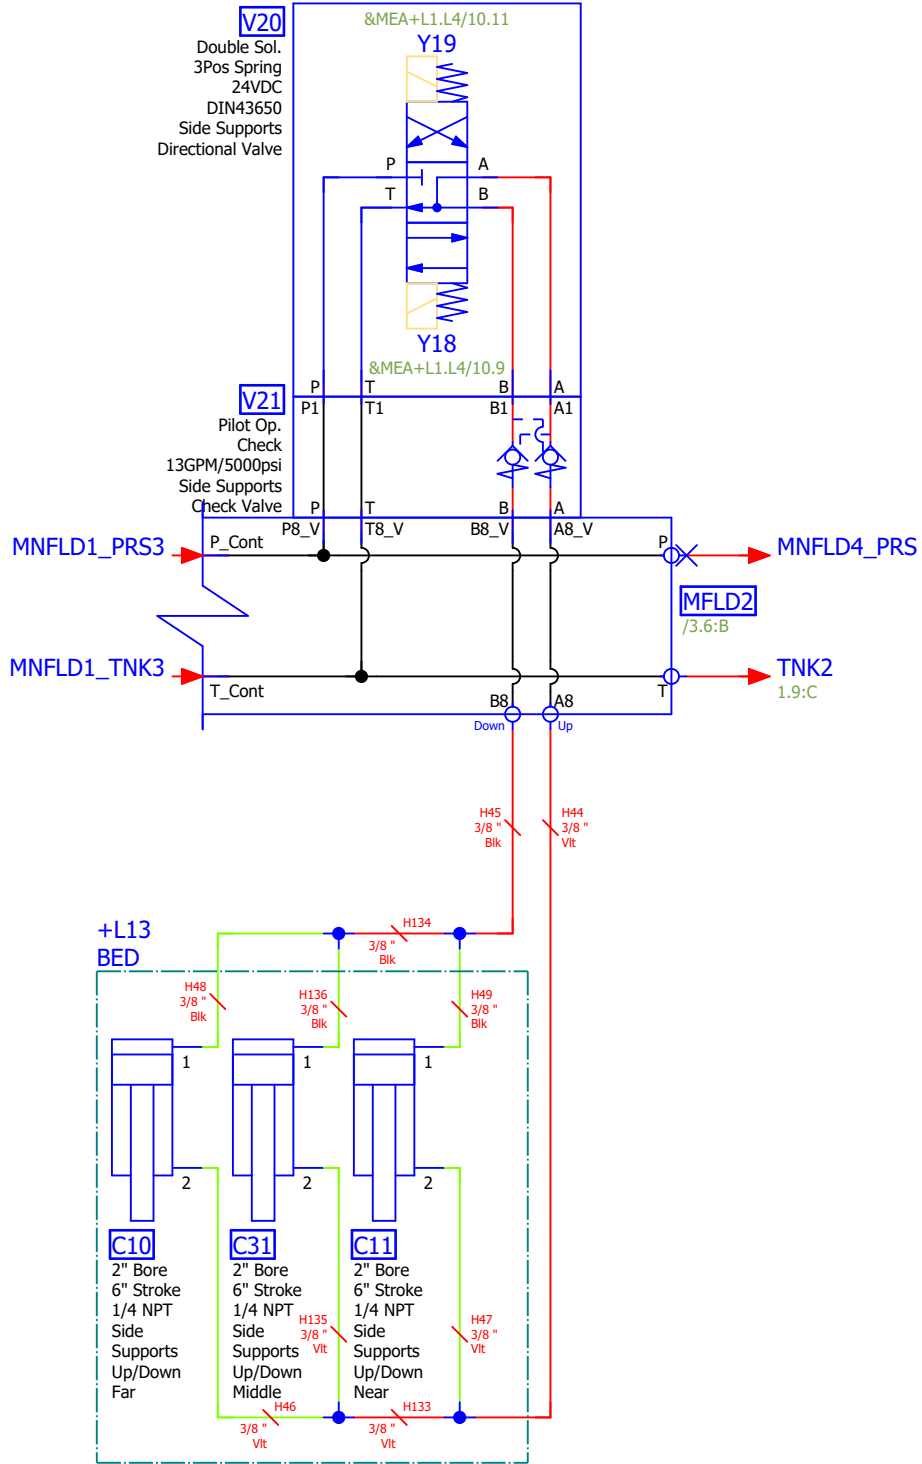 V20
Double Sol.
3Pos Spring
24VDC
DIN43650
Side Supports
Directional Valve
&MEA+L1.L4/10.11
Y19
P
A
T
B
Y18
&MEA+L1.L4/10.9
P
T
B
A
V21
Pilot Op.
Check
13GPM/5000psi
Side Supports
Check Valve
P1
T1
B1
A1
P
T
B
A
P8_V
T8_V
B8_V
A8_V
MNFLD1_PRS3
P_Cont
P
MNFLD4_PRS
MFLD2
/3.6:B
MNFLD1_TNK3
T_Cont
T
TNK2
1.9:C
B8
A8
Down
Up
H45
3/8 "
Blk
H44
3/8 "
Vlt
+L13
BED
H134
3/8 "
Blk
H48
3/8 "
Blk
H136
3/8 "
Blk
H49
3/8 "
Blk
1
1
1
2
2
2
C10
2" Bore
6" Stroke
1/4 NPT
Side
Supports
Up/Down
Far
C31
2" Bore
6" Stroke
1/4 NPT
Side
Supports
Up/Down
Middle
C11
2" Bore
6" Stroke
1/4 NPT
Side
Supports
Up/Down
Near
H135
3/8 "
Vlt
H47
3/8 "
Vlt
H46
3/8 "
Vlt
H133
3/8 "
Vlt